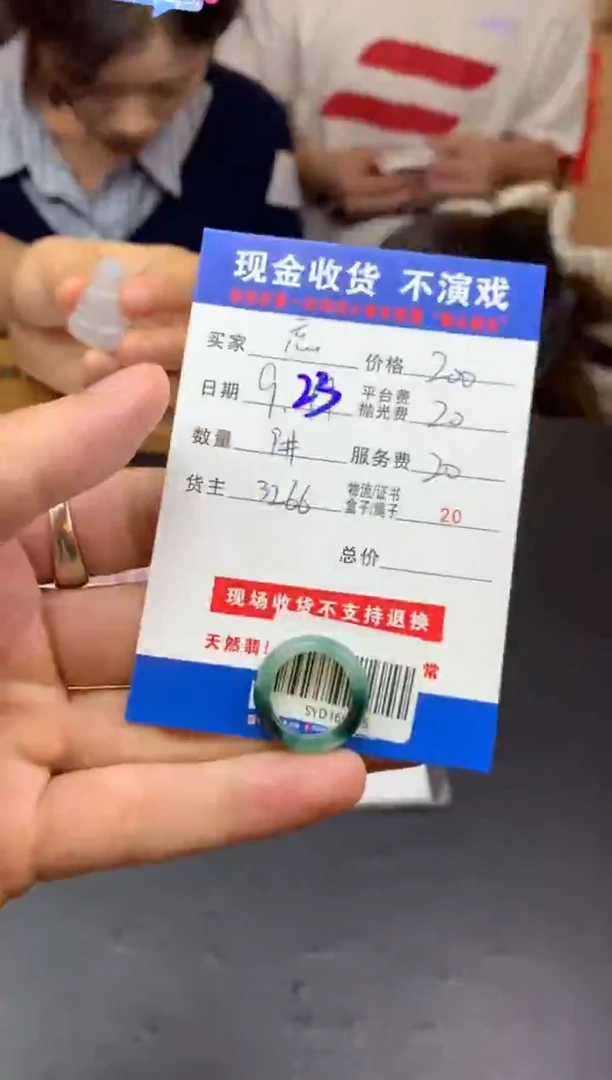 现金收货 不演戏
买家 价格 200
日期 9.23 平台费 抛光费 20
数量 1# 服务费 20
货主 3266 物流/证书 盒子/绳子 20
总价
现场收货不支持退换
天然翡 常
SYD16